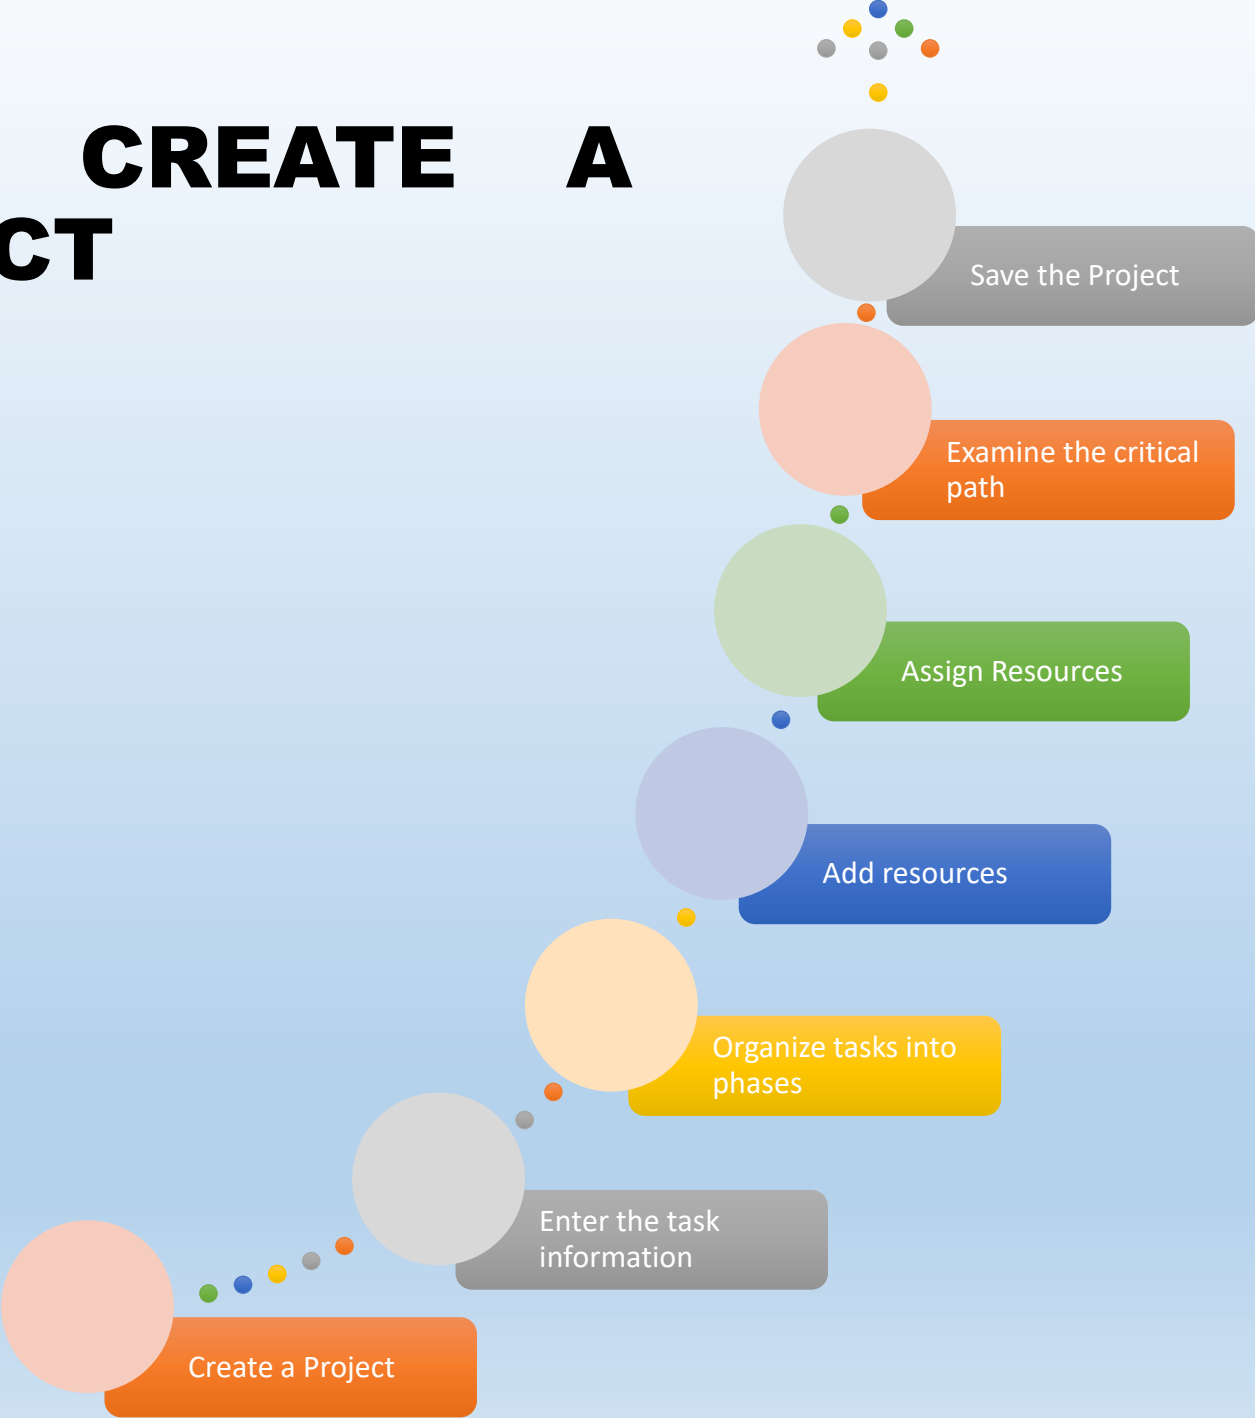 CREATE A
CT
Save the Project
Examine the critical
path
Assign Resources
Add resources
Organize tasks into
phases
Enter the task
information
Create a Project